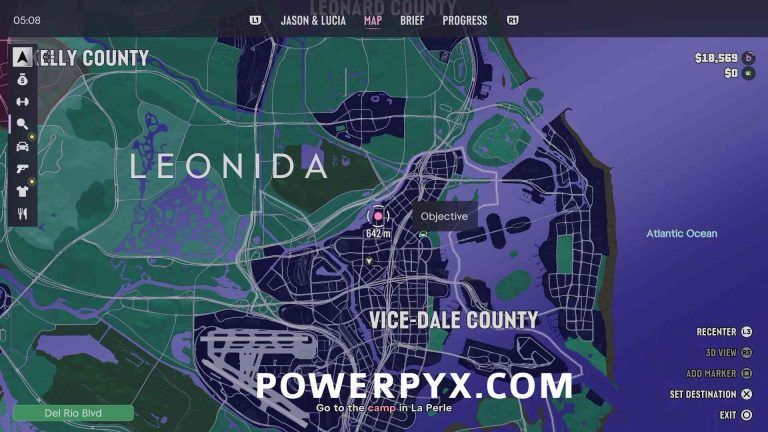 05:08
L1 JASON & LUCIA MAP BRIEF PROGRESS R1
LEONARD COUNTY
KELLY COUNTY
$18,569
$0
LEONIDA
Objective
642 m
Atlantic Ocean
VICE-DALE COUNTY
RECENTER L3
3D VIEW R3
ADD MARKER
SET DESTINATION
EXIT
POWERPYX.COM
Go to the camp in La Perle
Del Rio Blvd